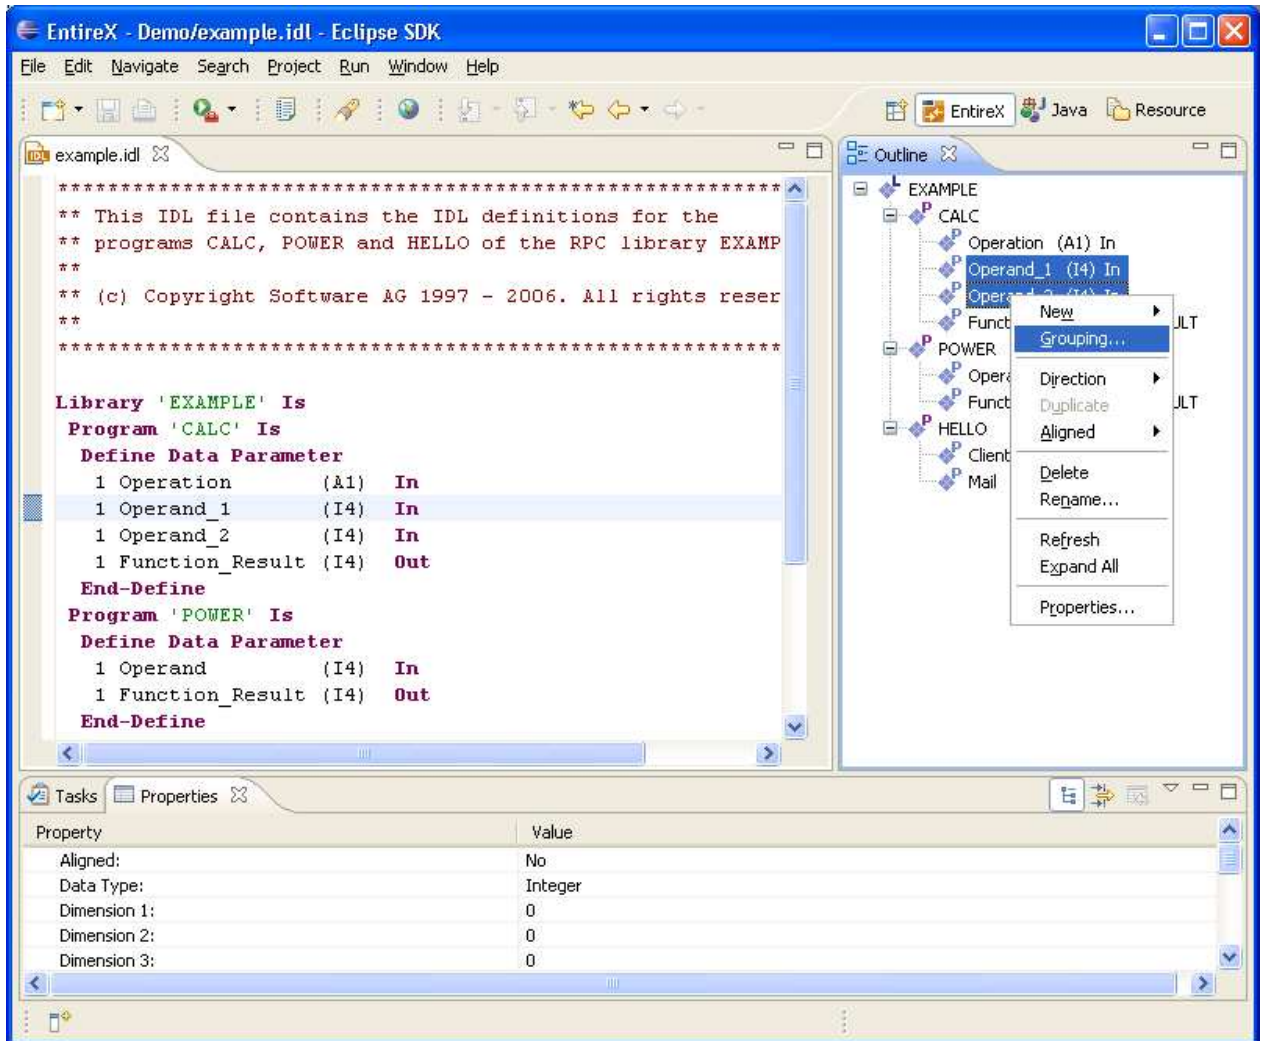 EntireX - Demo/example.idl - Eclipse SDK
File Edit Navigate Search Project Run Window Help
EntireX Java Resource
example.idl
Outline
*********************************************************
** This IDL file contains the IDL definitions for the
** programs CALC, POWER and HELLO of the RPC library EXAMP
**
** (c) Copyright Software AG 1997 - 2006. All rights reser
**
*********************************************************
Library 'EXAMPLE' Is
Program 'CALC' Is
Define Data Parameter
1 Operation (A1) In
1 Operand_1 (I4) In
1 Operand_2 (I4) In
1 Function_Result (I4) Out
End-Define
Program 'POWER' Is
Define Data Parameter
1 Operand (I4) In
1 Function_Result (I4) Out
End-Define
EXAMPLE
CALC
Operation (A1) In
Operand_1 (I4) In
Funct ULT
POWER
Opera
Funct ULT
HELLO
Client
Mail
New
Grouping...
Direction
Duplicate
Aligned
Delete
Rename...
Refresh
Expand All
Properties...
Tasks Properties
Property Value
Aligned: No
Data Type: Integer
Dimension 1: 0
Dimension 2: 0
Dimension 3: 0